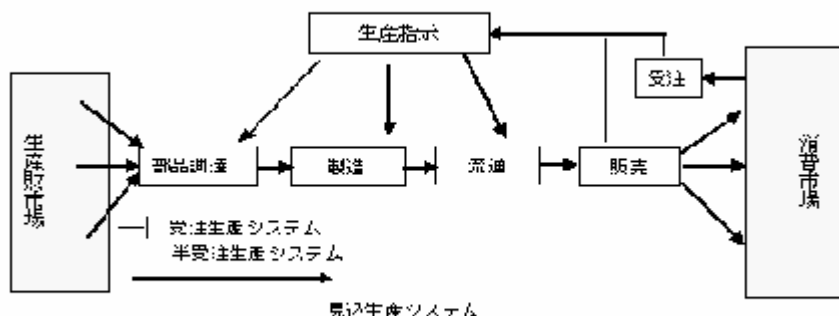 生産指示
受注
生産財市場
部品調達
製造
流通
販売
消費市場
受注生産システム
半受注生産システム
見込生産システム